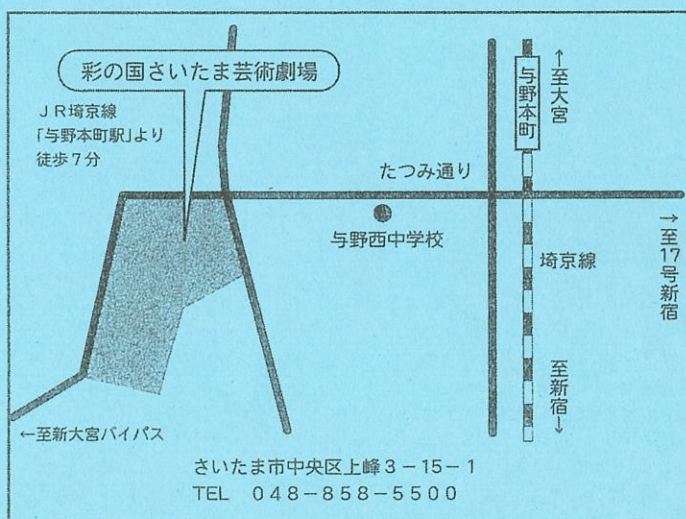 彩の国さいたま芸術劇場
JR埼京線
「与野本町駅」より
徒歩7分
与野本町
↑至大宮
たつみ通り
与野西中学校
埼京線
←至17号新宿
至新宿↓
←至新大宮バイパス
さいたま市中央区上峰3-15-1
TEL 048-858-5500